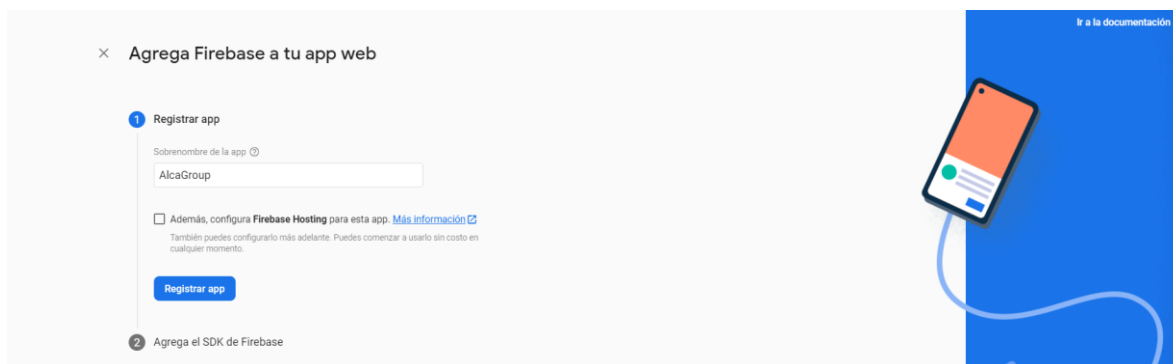 Ir a la documentación
Agrega Firebase a tu app web
1 Registrar app
Sobrenombre de la app
AlcaGroup
Además, configura Firebase Hosting para esta app. Más información
También puedes configurarlo más adelante. Puedes comenzar a usarlo sin costo en
cualquier momento.
Registrar app
2 Agrega el SDK de Firebase